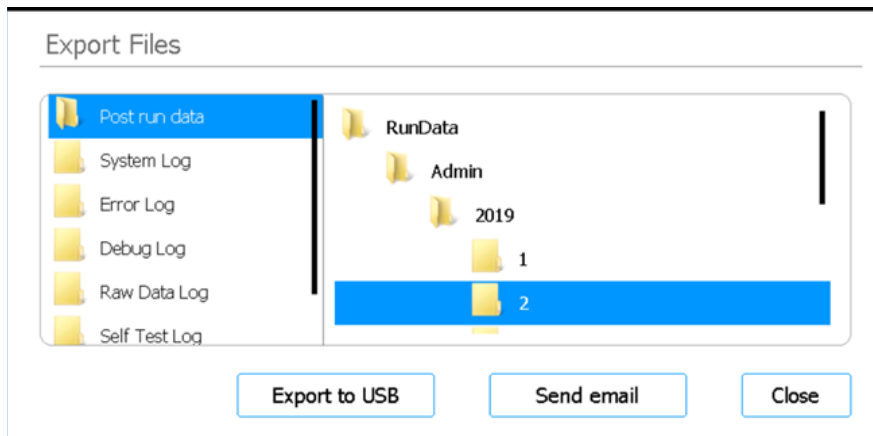 Export Files
Post run data
System Log
Error Log
Debug Log
Raw Data Log
Self Test Log
RunData
Admin
2019
1
2
Export to USB
Send email
Close